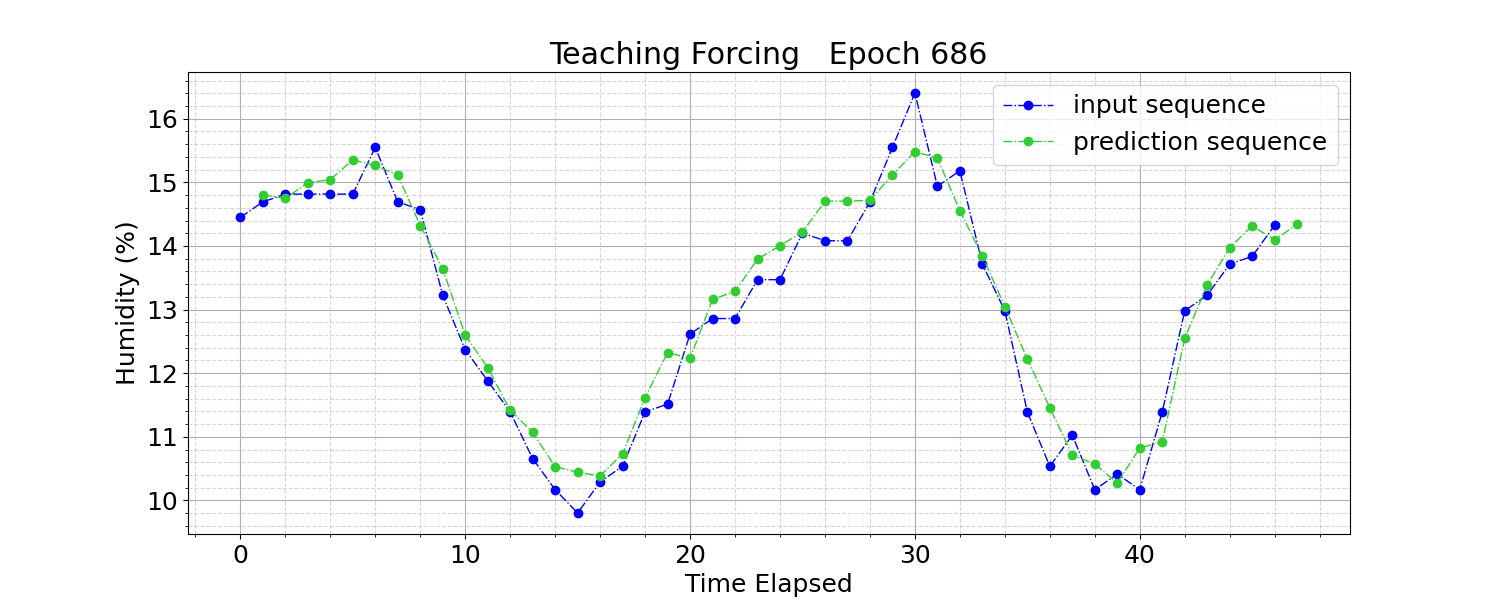 Teaching Forcing   Epoch 686
input sequence
prediction sequence
Humidity (%)
16
15
14
13
12
11
10
0 10 20 30 40
Time Elapsed